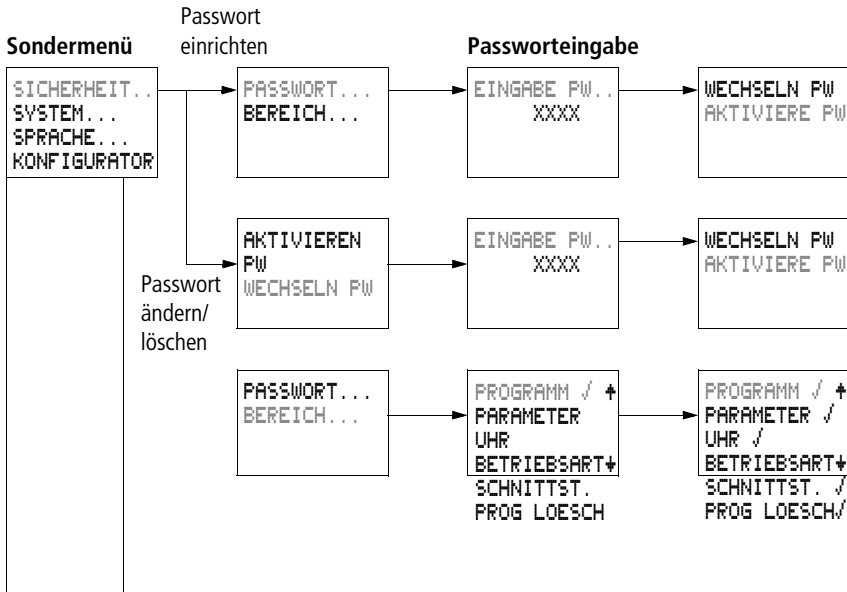 Passwort
einrichten
Sondermenü
Passworteingabe
SICHERHEIT..
SYSTEM...
SPRACHE...
KONFIGURATOR
PASSWORT...
BEREICH...
EINGABE PW..
XXXX
WECHSELN PW
AKTIVIERE PW
Passwort
ändern/
löschen
AKTIVIEREN
PW
WECHSELN PW
EINGABE PW..
XXXX
WECHSELN PW
AKTIVIERE PW
PASSWORT...
BEREICH...
PROGRAMM √ ↑
PARAMETER
UHR
BETRIEBSART↓
SCHNITTST.
PROG LOESCH
PROGRAMM √ ↑
PARAMETER √
UHR √
BETRIEBSART↓
SCHNITTST. √
PROG LOESCH√